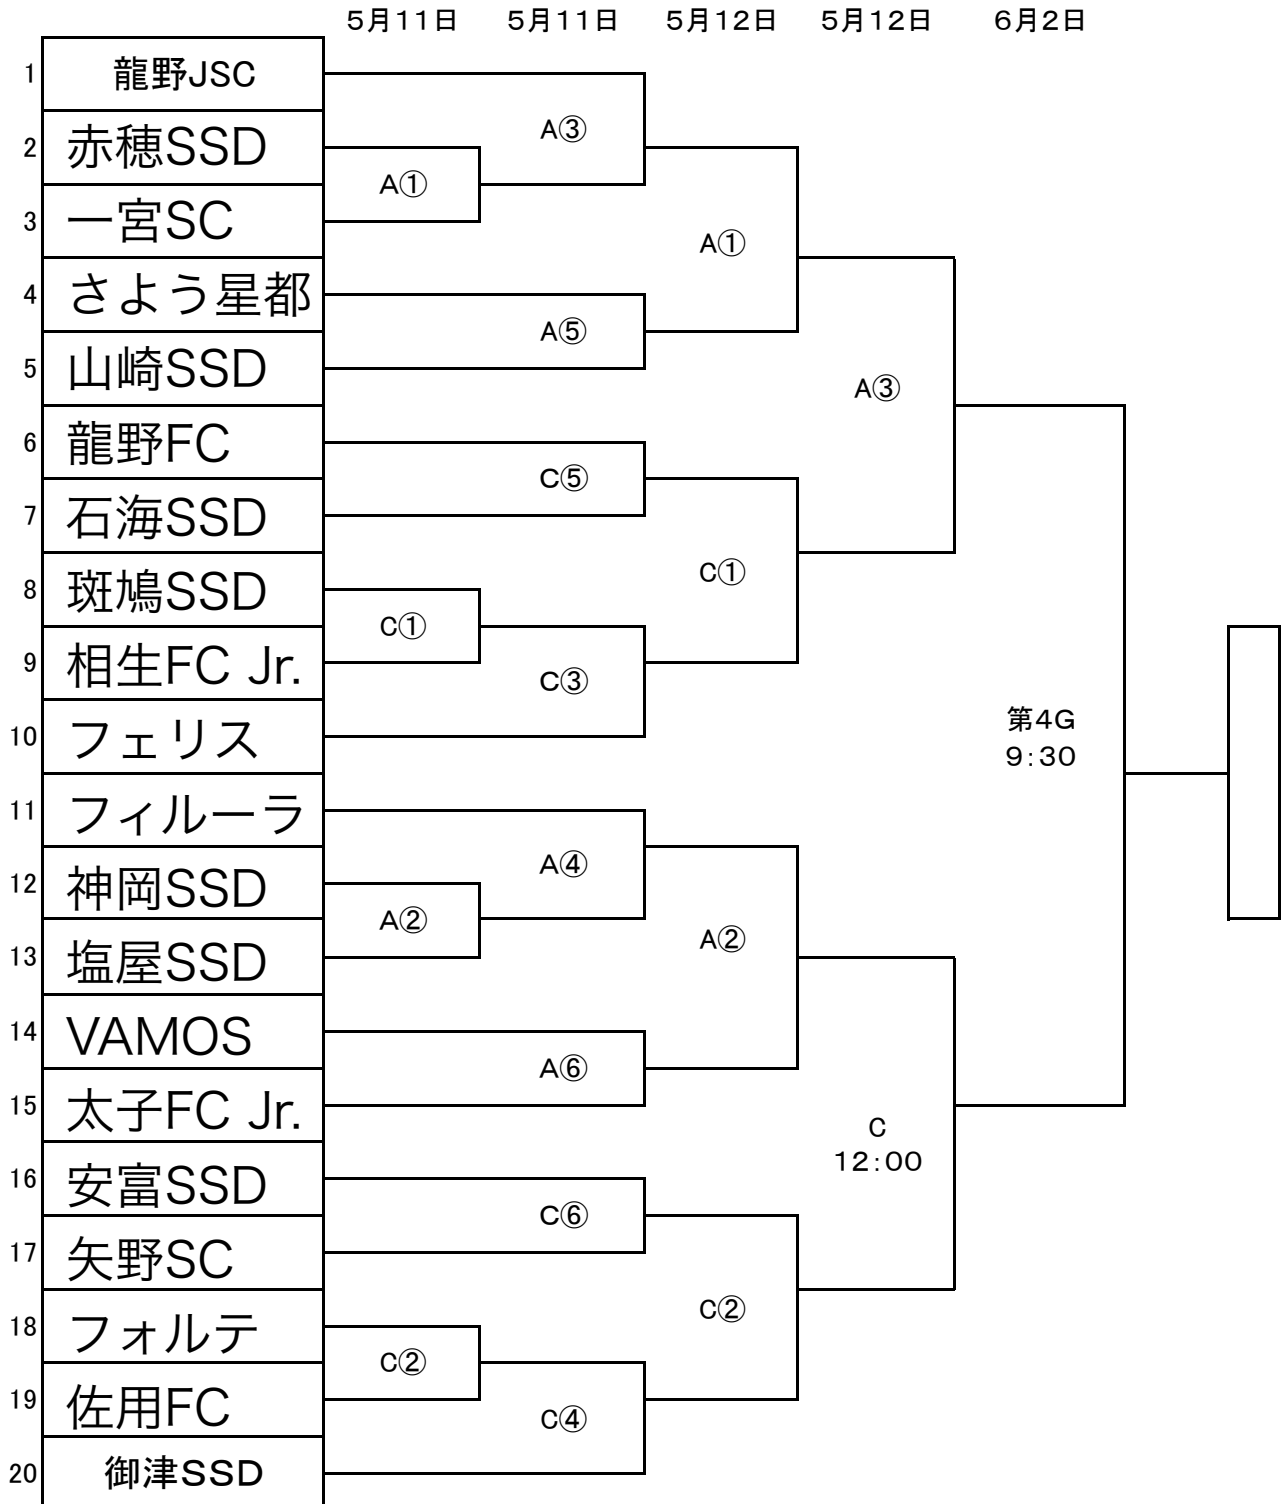 5月11日 5月11日 5月12日 5月12日 6月2日
1 龍野JSC
A③
2 赤穂SSD
A①
3 一宮SC
A①
4 さよう星都
A⑤
5 山崎SSD
A③
6 龍野FC
C⑤
7 石海SSD
C①
8 斑鳩SSD
C①
9 相生FC Jr.
C③
10 フェリス
第4G
9:30
11 フィルーラ
A④
12 神岡SSD
A②
A②
13 塩屋SSD
14 VAMOS
A⑥
15 太子FC Jr.
C
12:00
16 安富SSD
C⑥
17 矢野SC
C②
18 フォルテ
C②
19 佐用FC
C④
20 御津SSD